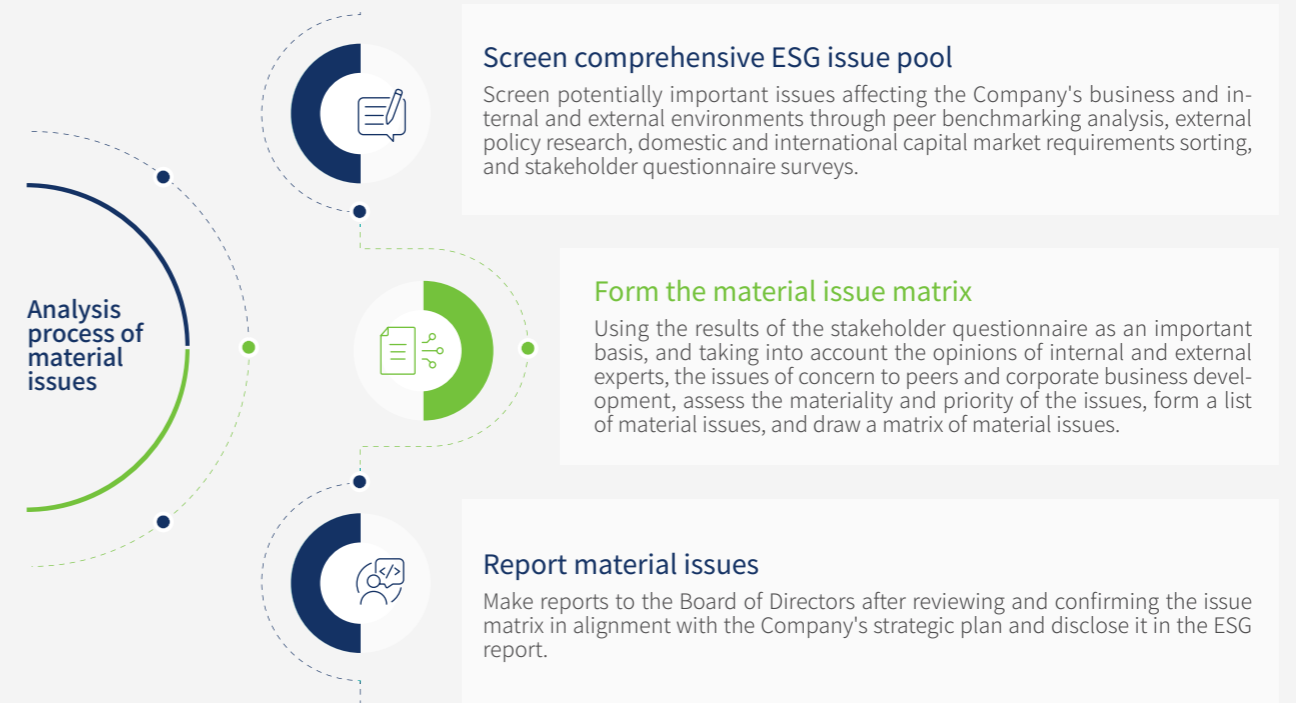 Analysis
process of
material
issues
Screen comprehensive ESG issue pool
Screen potentially important issues affecting the Company's business and in-
ternal and external environments through peer benchmarking analysis, external
policy research, domestic and international capital market requirements sorting,
and stakeholder questionnaire surveys.
Form the material issue matrix
Using the results of the stakeholder questionnaire as an important
basis, and taking into account the opinions of internal and external
experts, the issues of concern to peers and corporate business devel-
opment, assess the materiality and priority of the issues, form a list
of material issues, and draw a matrix of material issues.
Report material issues
Make reports to the Board of Directors after reviewing and confirming the issue
matrix in alignment with the Company's strategic plan and disclose it in the ESG
report.